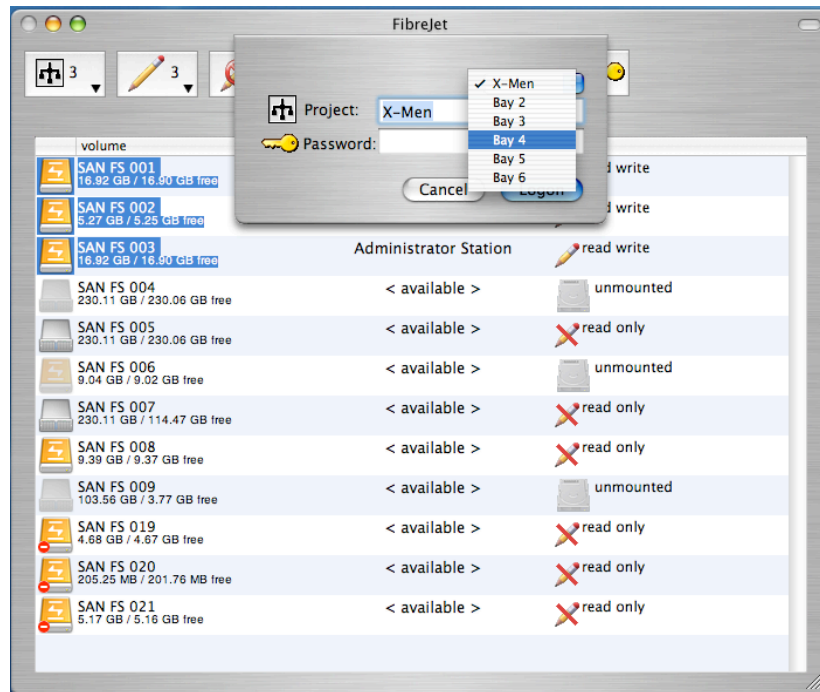 FibreJet
3
3
✓ X-Men
Bay 2
Bay 3
Bay 4
Bay 5
Bay 6
Project: X-Men
Password:
Cancel Logon
volume
SAN FS 001
16.92 GB / 16.90 GB free
d write
SAN FS 002
5.27 GB / 5.25 GB free
d write
SAN FS 003
16.92 GB / 16.90 GB free
Administrator Station
read write
SAN FS 004
230.11 GB / 230.06 GB free
< available >
unmounted
SAN FS 005
230.11 GB / 230.06 GB free
< available >
read only
SAN FS 006
9.04 GB / 9.02 GB free
< available >
unmounted
SAN FS 007
230.11 GB / 114.47 GB free
< available >
read only
SAN FS 008
9.39 GB / 9.37 GB free
< available >
read only
SAN FS 009
103.56 GB / 3.77 GB free
< available >
unmounted
SAN FS 019
4.68 GB / 4.67 GB free
< available >
read only
SAN FS 020
205.25 MB / 201.76 MB free
< available >
read only
SAN FS 021
5.17 GB / 5.16 GB free
< available >
read only